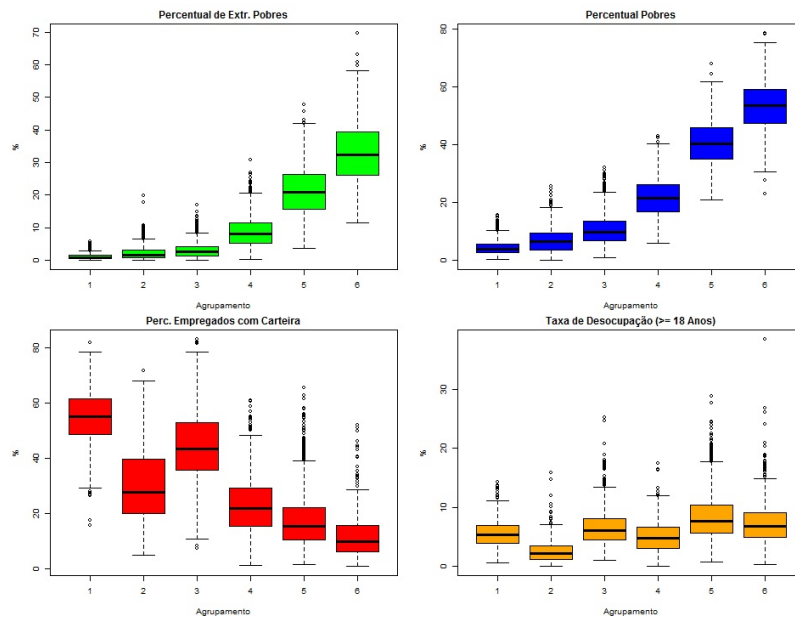 Percentual de Extr. Pobres
%
70
60
50
40
30
20
10
0
1 2 3 4 5 6
Agrupamento
Percentual Pobres
%
80
60
40
20
0
1 2 3 4 5 6
Agrupamento
Perc. Empregados com Carteira
%
80
60
40
20
0
1 2 3 4 5 6
Agrupamento
Taxa de Desocupação (>= 18 Anos)
%
30
20
10
0
1 2 3 4 5 6
Agrupamento